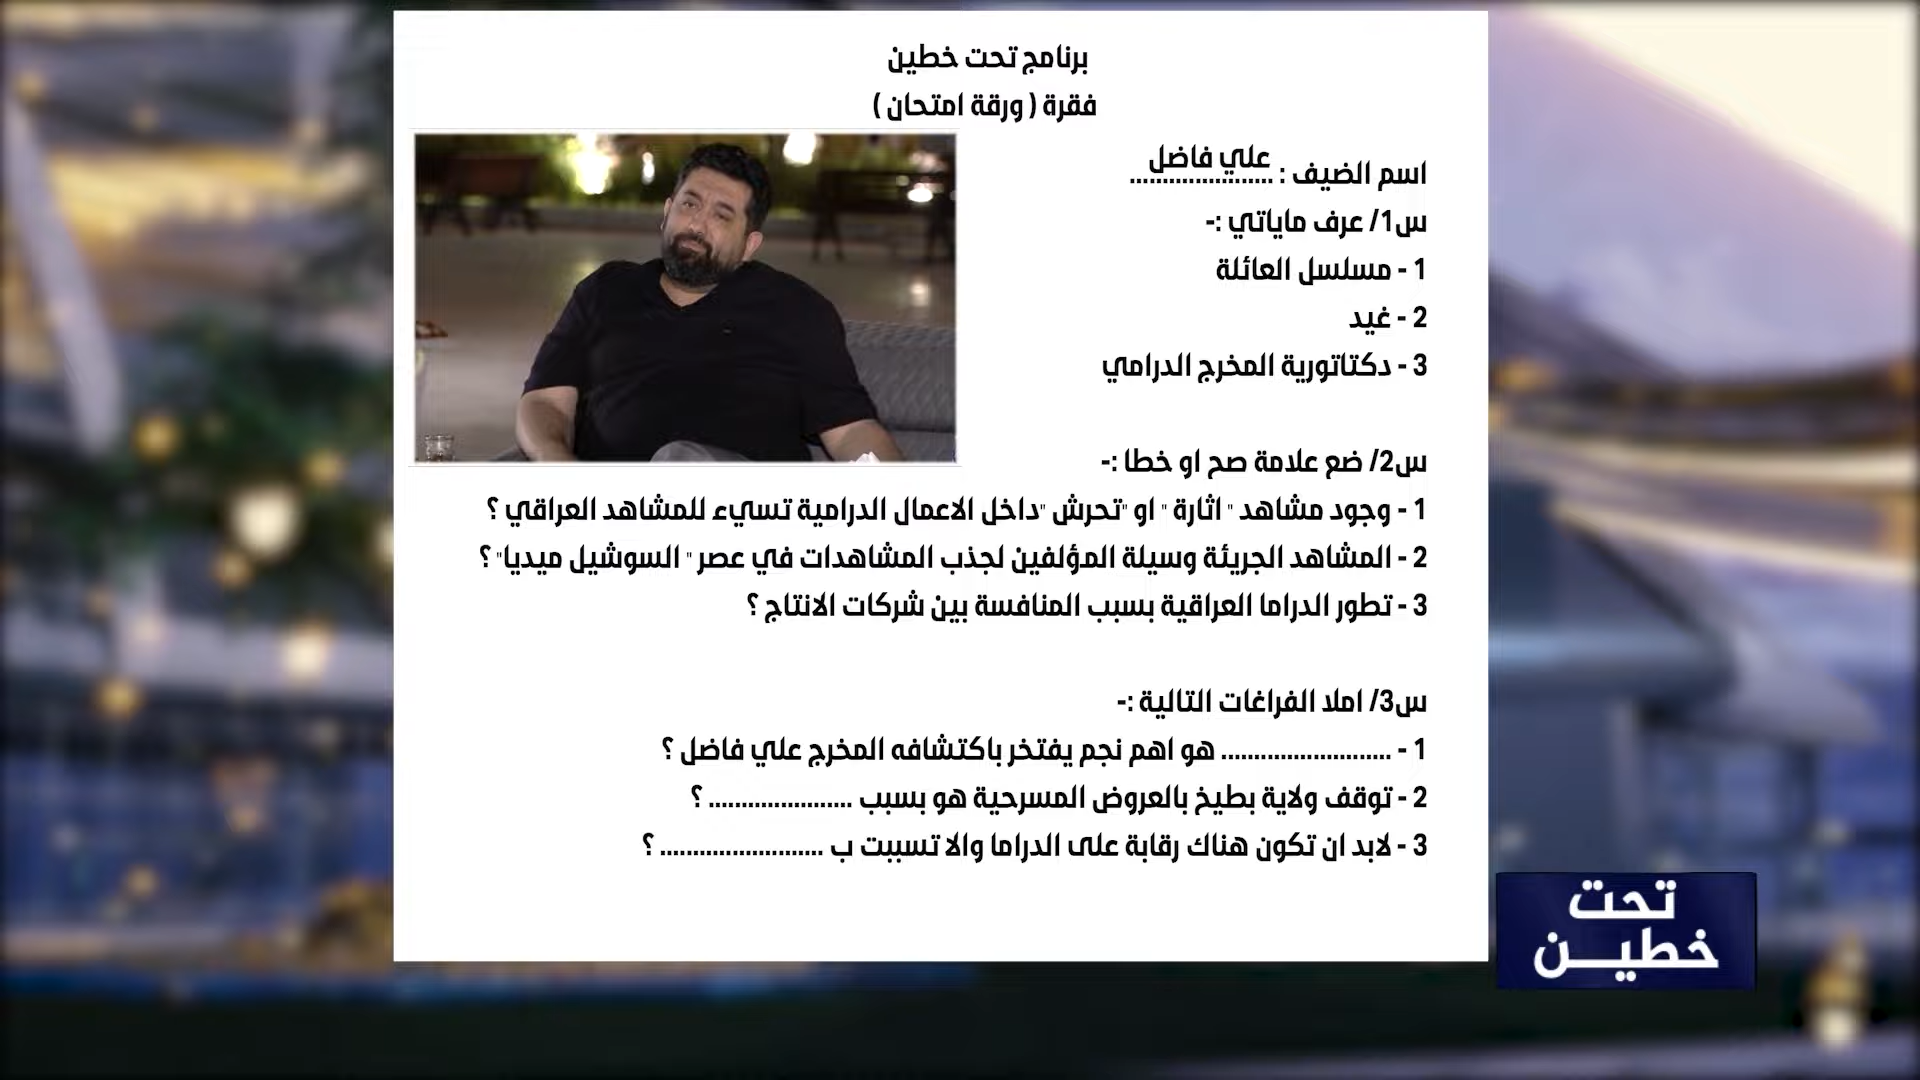 برنامج تحت خطين
فقرة ( ورقة امتحان )
اسم الضيف : علي فاضل
س1/ عرف ماياتي :-
1 - مسلسل العائلة
2 - غيد
3 - دكتاتورية المخرج الدرامي
س2/ ضع علامة صح او خطا :-
1 - وجود مشاهد " اثارة " او "تحرش "داخل الاعمال الدرامية تسيء للمشاهد العراقي ؟
2 - المشاهد الجريئة وسيلة المؤلفين لجذب المشاهدات في عصر " السوشيل ميديا" ؟
3 - تطور الدراما العراقية بسبب المنافسة بين شركات الانتاج ؟
س3/ املا الفراغات التالية :-
1 - .......................... هو اهم نجم يفتخر باكتشافه المخرج علي فاضل ؟
2 - توقف ولاية بطيخ بالعروض المسرحية هو بسبب ...................... ؟
3 - لابد ان تكون هناك رقابة على الدراما والا تسببت ب ......................... ؟
تحت
خطين